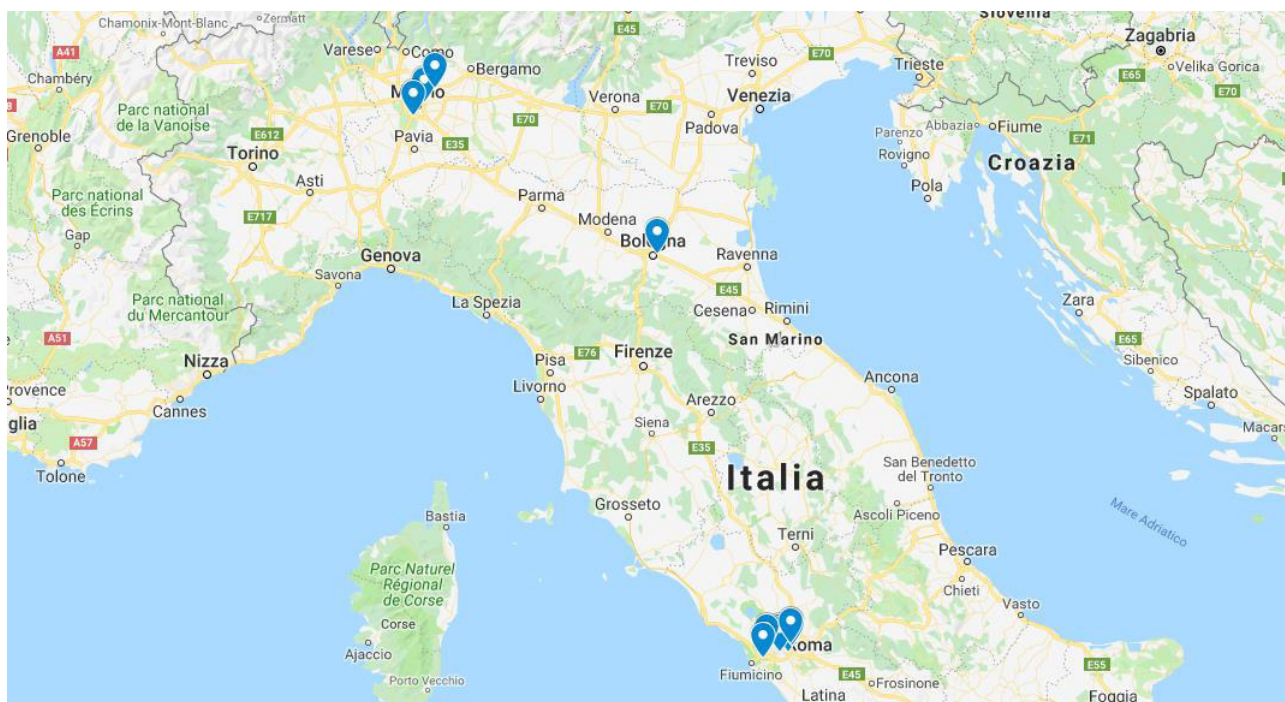 Chamonix-Mont-Blanc
Zermatt
Slovenia
Zagabria
Velika Gorica
A41
Chambéry
Varese
Como
Bergamo
E45
E70
Treviso
Trieste
E65
E70
Parc national
de la Vanoise
Grenoble
E612
Torino
Pavia
E70
E35
Verona
E70
Venezia
Padova
Parenzo
Abbazia
Fiume
E71
Rovigno
Croazia
Pola
Asti
Parc national
des Écrins
Gap
E717
Parma
Modena
Genova
Savona
Ravenna
E45
Parc national
du Mercantour
La Spezia
Cesena
Rimini
San Marino
Zara
A51
Nizza
Pisa
E76
Firenze
E65
Sibenico
Provence
Cannes
Livorno
Arezzo
Ancona
Spalato
glia
A57
Siena
E35
Macars
Tolone
Italia
San Benedetto
del Tronto
Grosseto
Ascoli Piceno
Mare Adriatico
Bastia
Terni
Pescara
Chieti
Parc Naturel
Régional
de Corse
Vasto
Corse
Ajaccio
Roma
Fiumicino
E55
Porto Vecchio
E45
Frosinone
Latina
Foggia